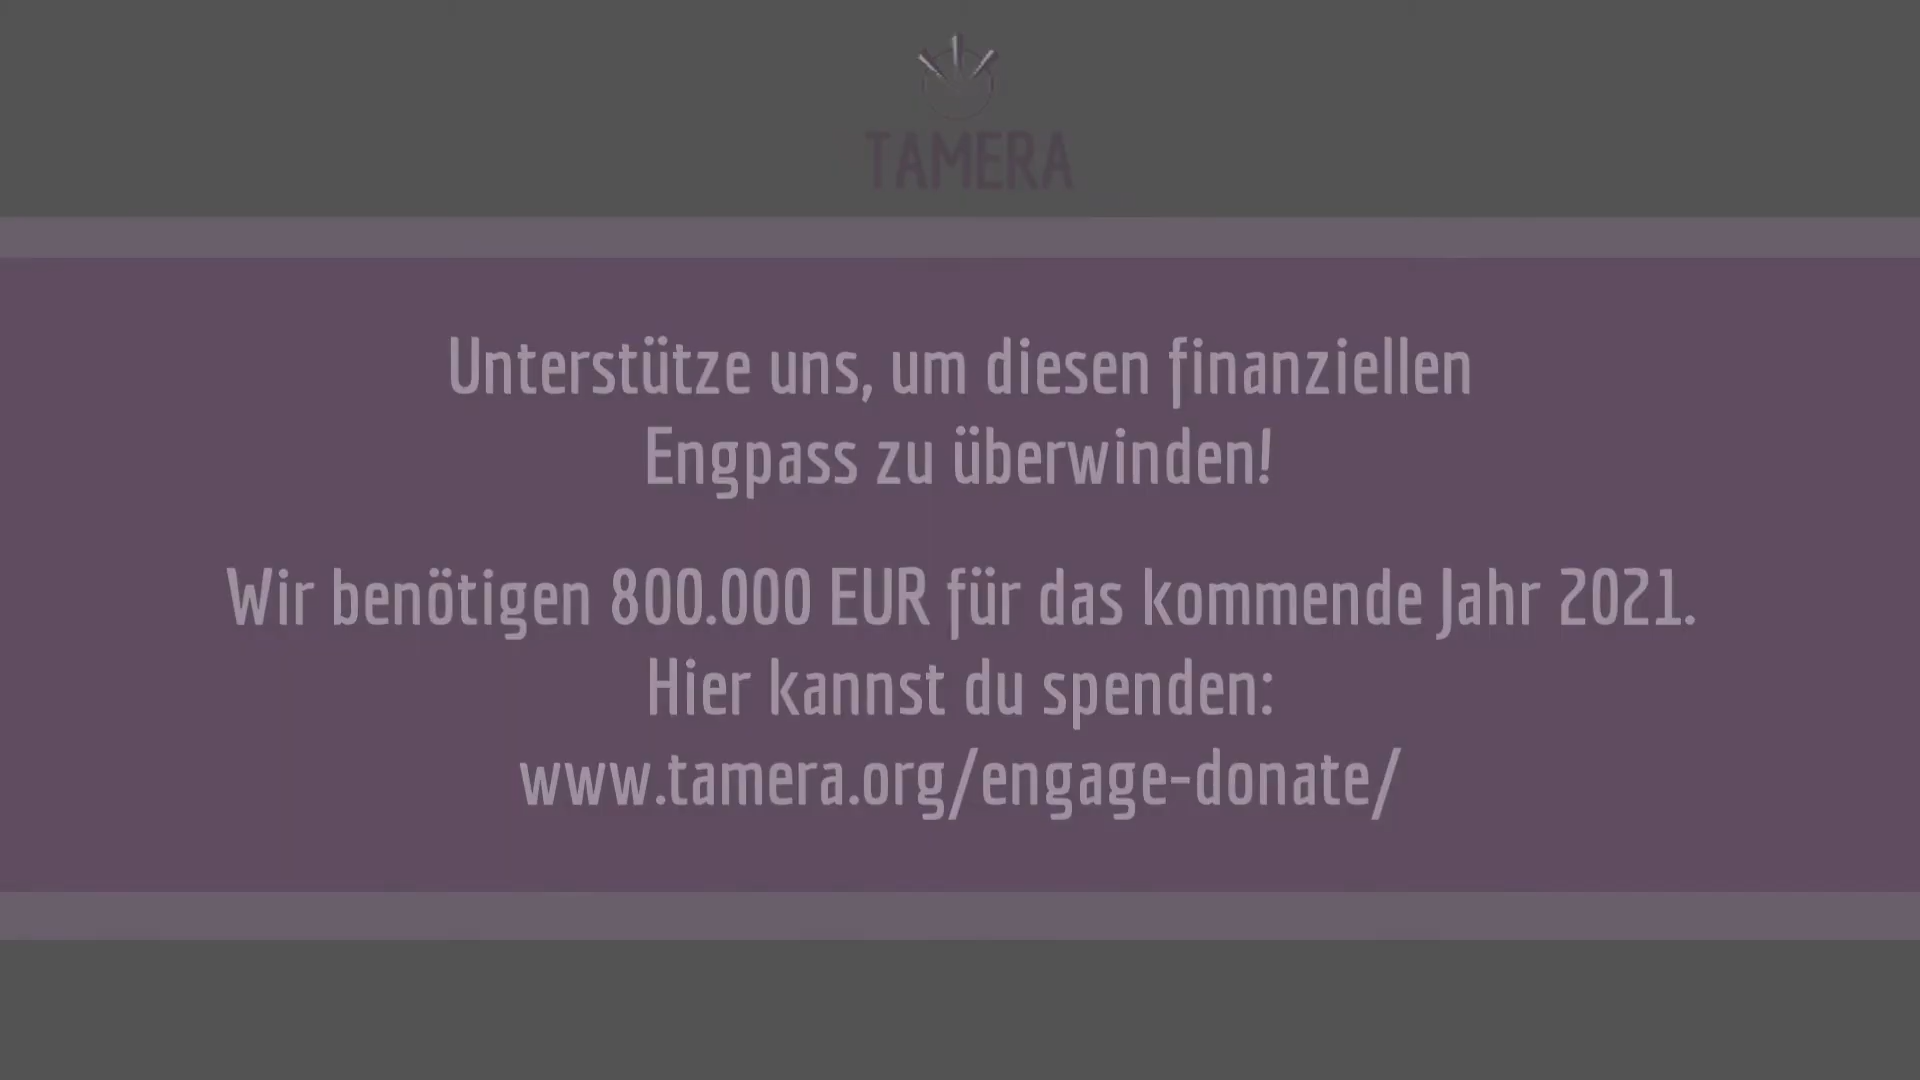 TAMERA
Unterstütze uns, um diesen finanziellen
Engpass zu überwinden!
Wir benötigen 800.000 EUR für das kommende Jahr 2021.
Hier kannst du spenden:
www.tamera.org/engage-donate/